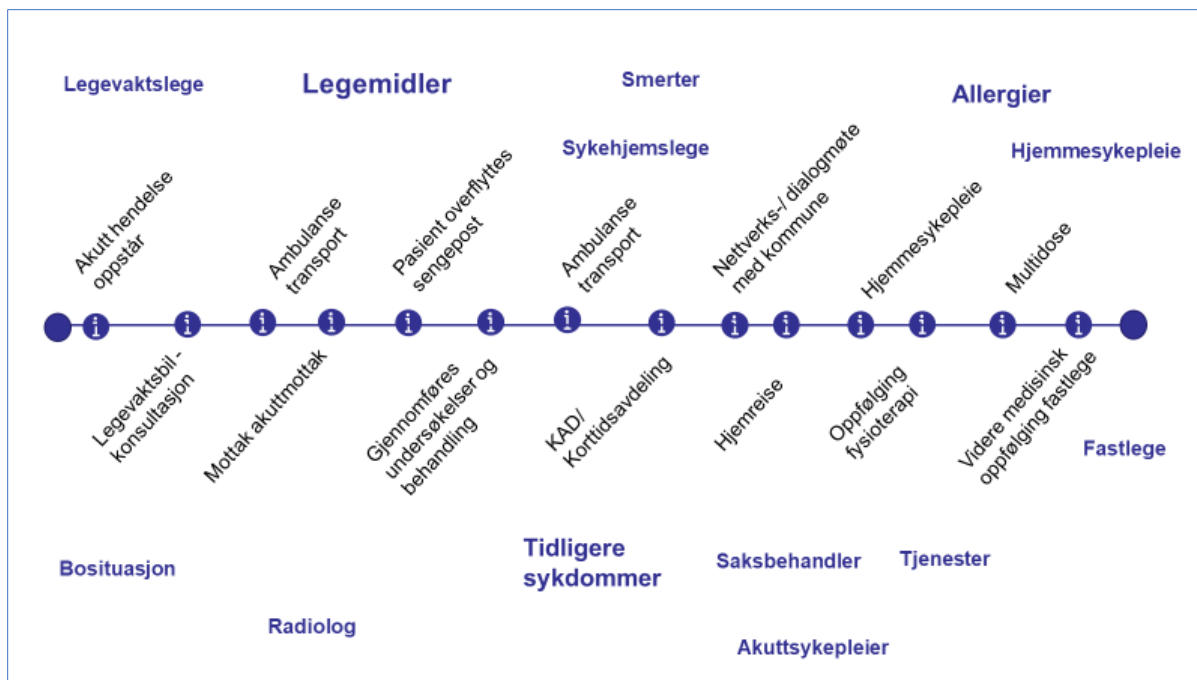 Legevaktslege
Legemidler
Smerter
Allergier
Sykehjemslege
Hjemmesykepleie
Akutt hendelse
oppstår
Ambulanse
transport
Pasient overflyttes
sengepost
Ambulanse
transport
Nettverks-/ dialogmøte
med kommune
Hjemmesykepleie
Multidose
i i i i i i i i i i i i i i
Legevaktsbil -
konsultasjon
Mottak akuttmottak
Gjennomføres
undersøkelser og
behandling
KAD/
Korttidsavdeling
Hjemreise
Oppfølging
fysioterapi
Videre medisinsk
oppfølging fastlege
Fastlege
Bosituasjon
Tidligere
sykdommer
Saksbehandler
Tjenester
Radiolog
Akuttsykepleier